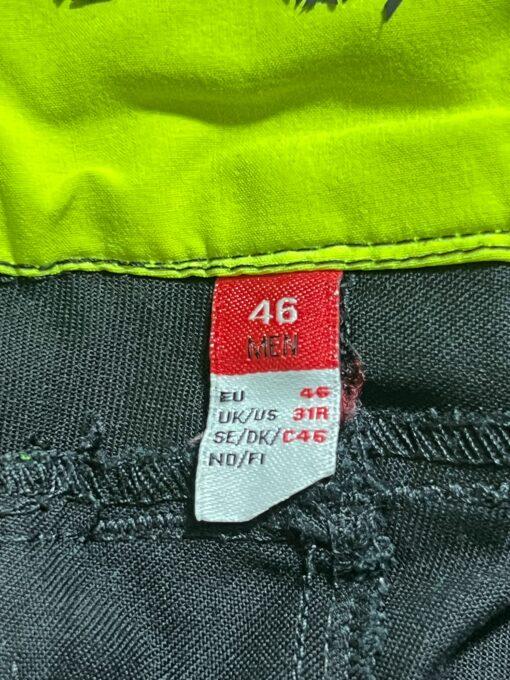 46
MEN
EU 46
UK/US 31R
SE/DK/ C46
NO/FI